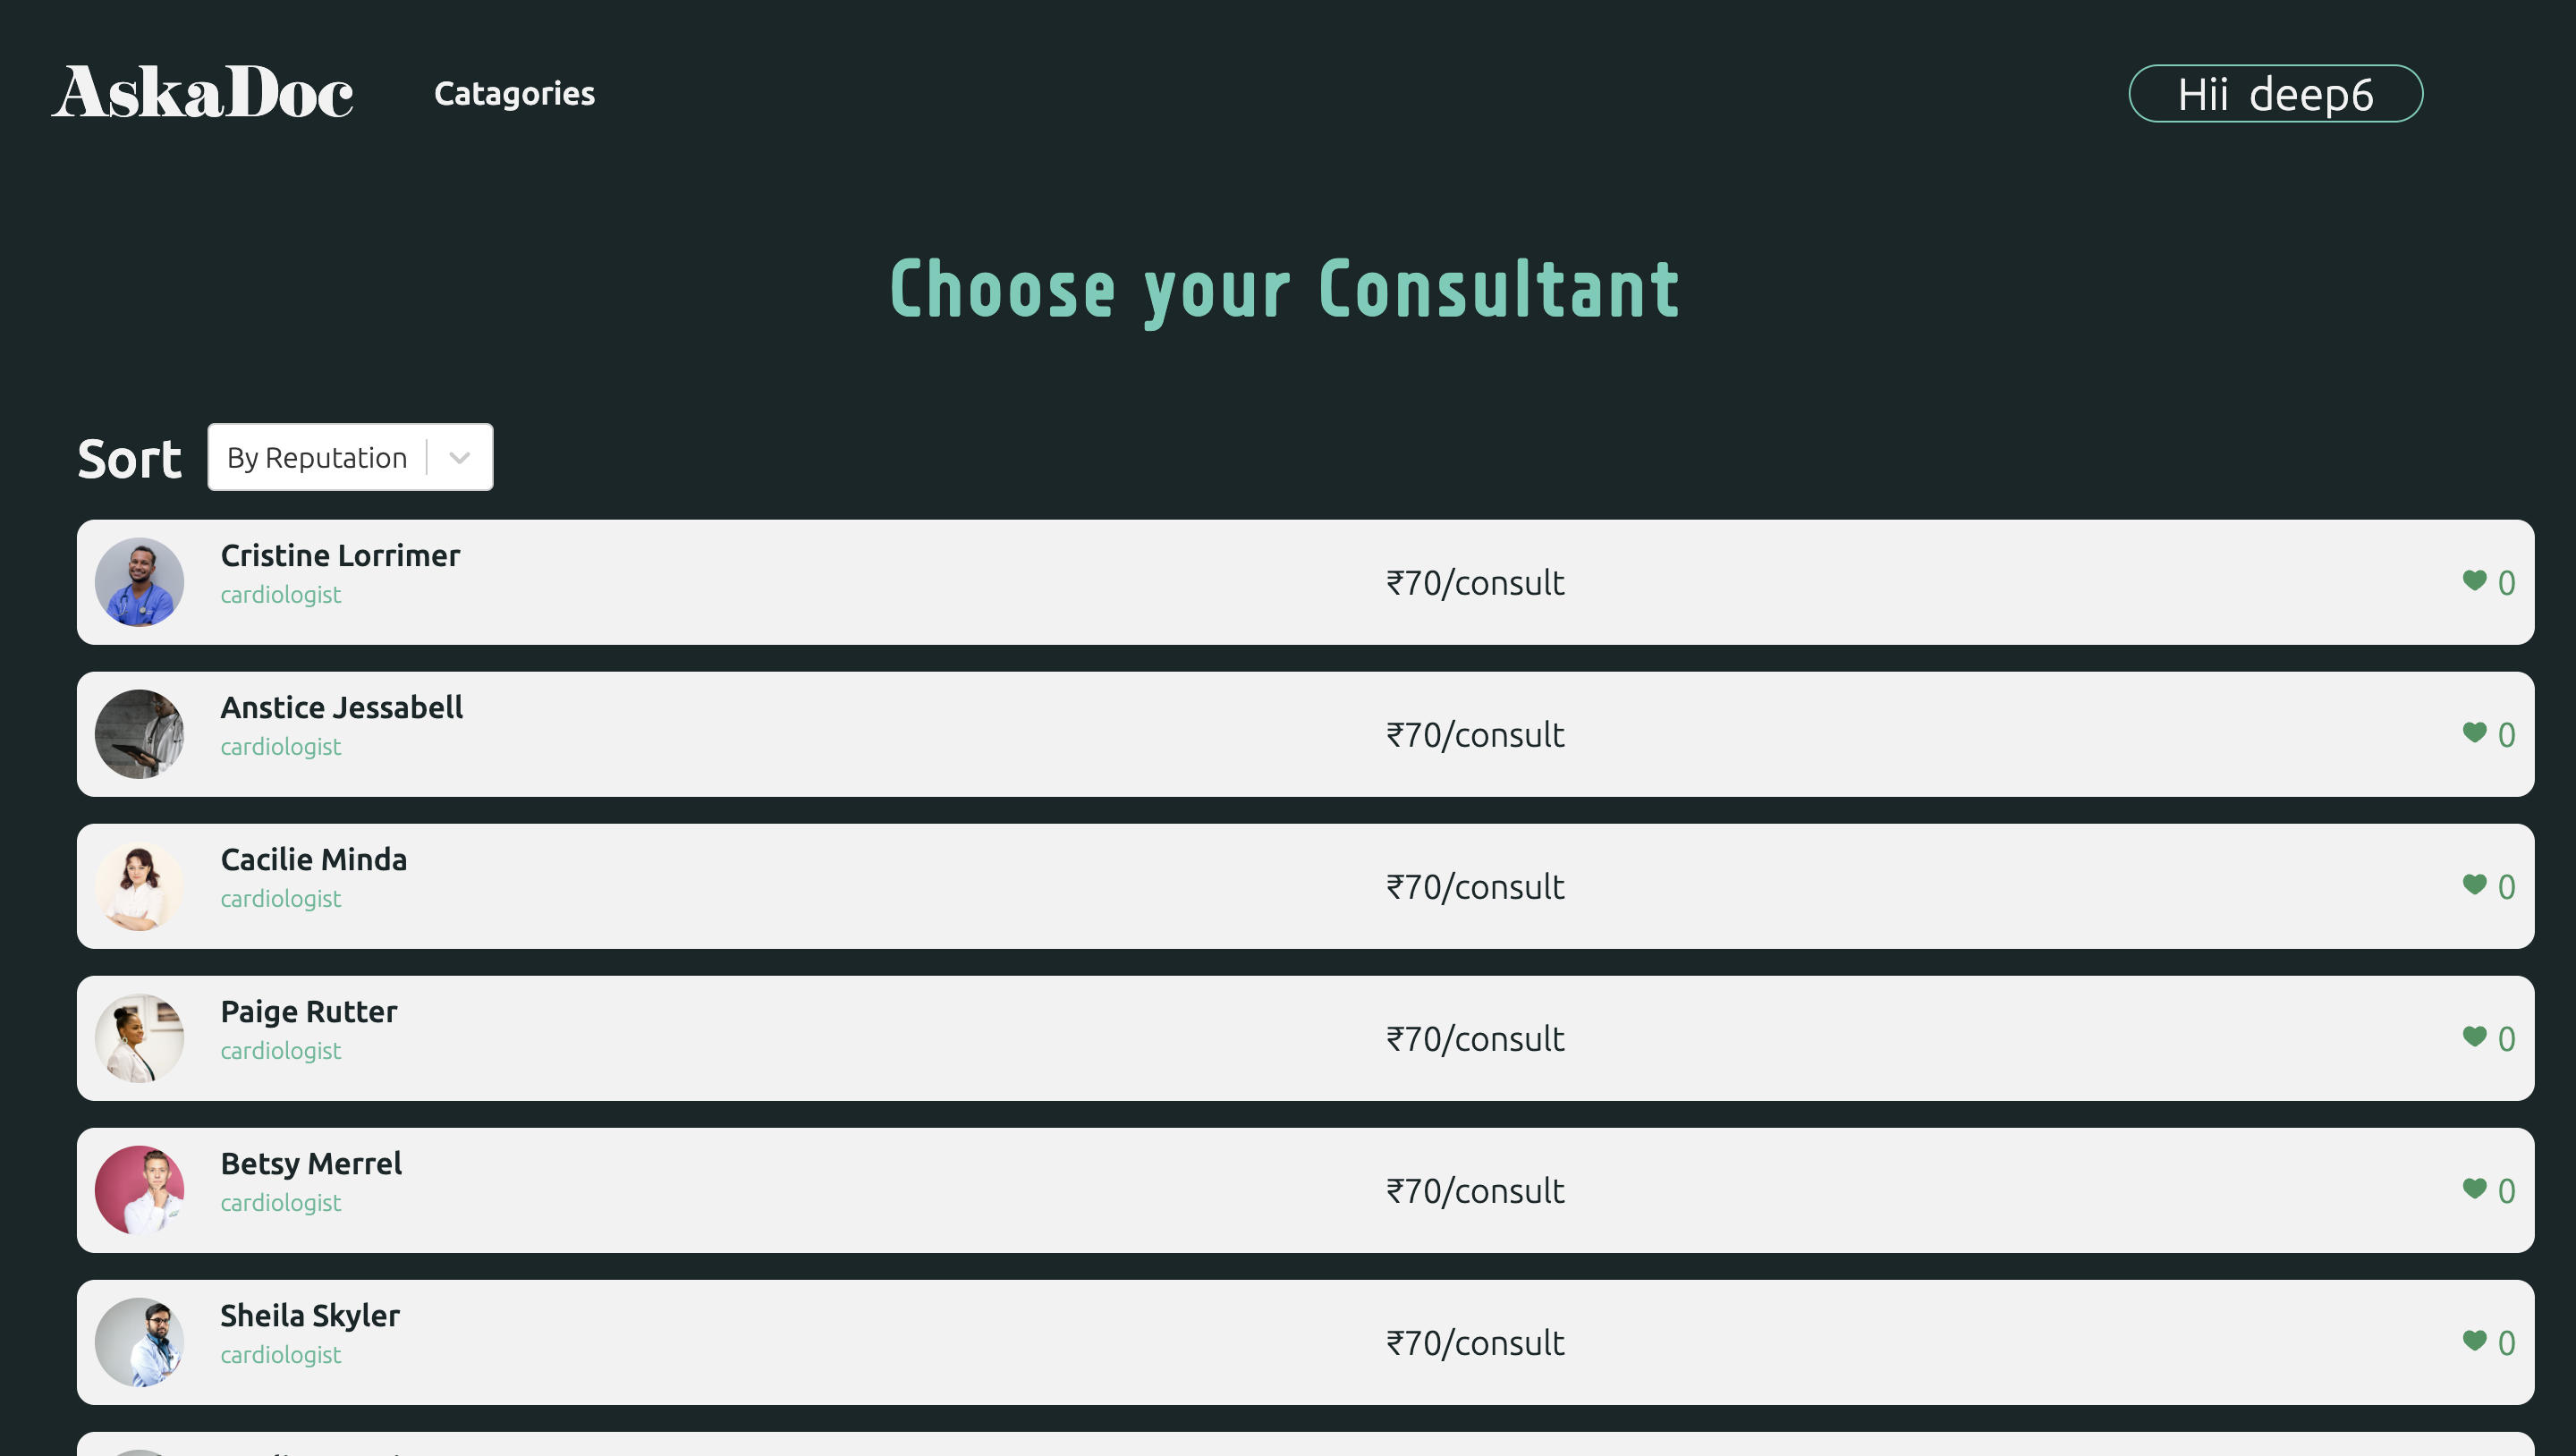 AskaDoc
Catagories
Hii deep6
Choose your Consultant
Sort
By Reputation
Cristine Lorrimer
cardiologist
₹70/consult
0
Anstice Jessabell
cardiologist
₹70/consult
0
Cacilie Minda
cardiologist
₹70/consult
0
Paige Rutter
cardiologist
₹70/consult
0
Betsy Merrel
cardiologist
₹70/consult
0
Sheila Skyler
cardiologist
₹70/consult
0